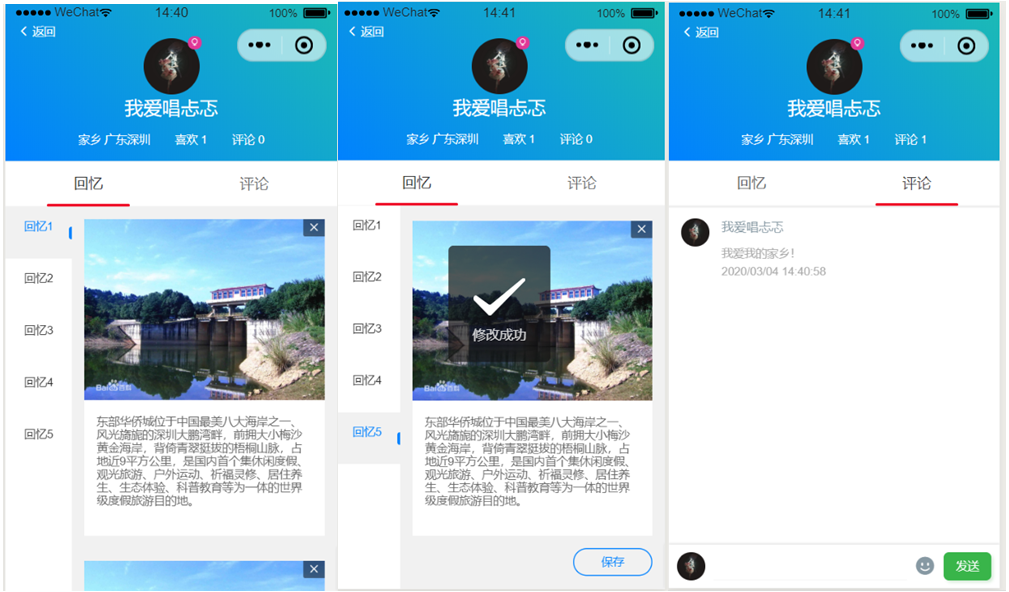 WeChat 14:40 100%
返回
我爱唱忐忑
家乡 广东深圳 喜欢 1 评论 0
回忆 评论
回忆1
回忆2
回忆3
回忆4
回忆5
东部华侨城位于中国最美八大海岸之一、
风光旖旎的深圳大鹏湾畔，前拥大小梅沙
黄金海岸，背倚青翠挺拔的梧桐山脉，占
地近9平方公里，是国内首个集休闲度假、
观光旅游、户外运动、祈福灵修、居住养
生、生态体验、科普教育等为一体的世界
级度假旅游目的地。
WeChat 14:41 100%
返回
我爱唱忐忑
家乡 广东深圳 喜欢 1 评论 0
回忆 评论
回忆1
回忆2
回忆3
回忆4
回忆5
修改成功
东部华侨城位于中国最美八大海岸之一、
风光旖旎的深圳大鹏湾畔，前拥大小梅沙
黄金海岸，背倚青翠挺拔的梧桐山脉，占
地近9平方公里，是国内首个集休闲度假、
观光旅游、户外运动、祈福灵修、居住养
生、生态体验、科普教育等为一体的世界
级度假旅游目的地。
保存
WeChat 14:41 100%
返回
我爱唱忐忑
家乡 广东深圳 喜欢 1 评论 1
回忆 评论
我爱唱忐忑
我爱我的家乡！
2020/03/04 14:40:58
发送